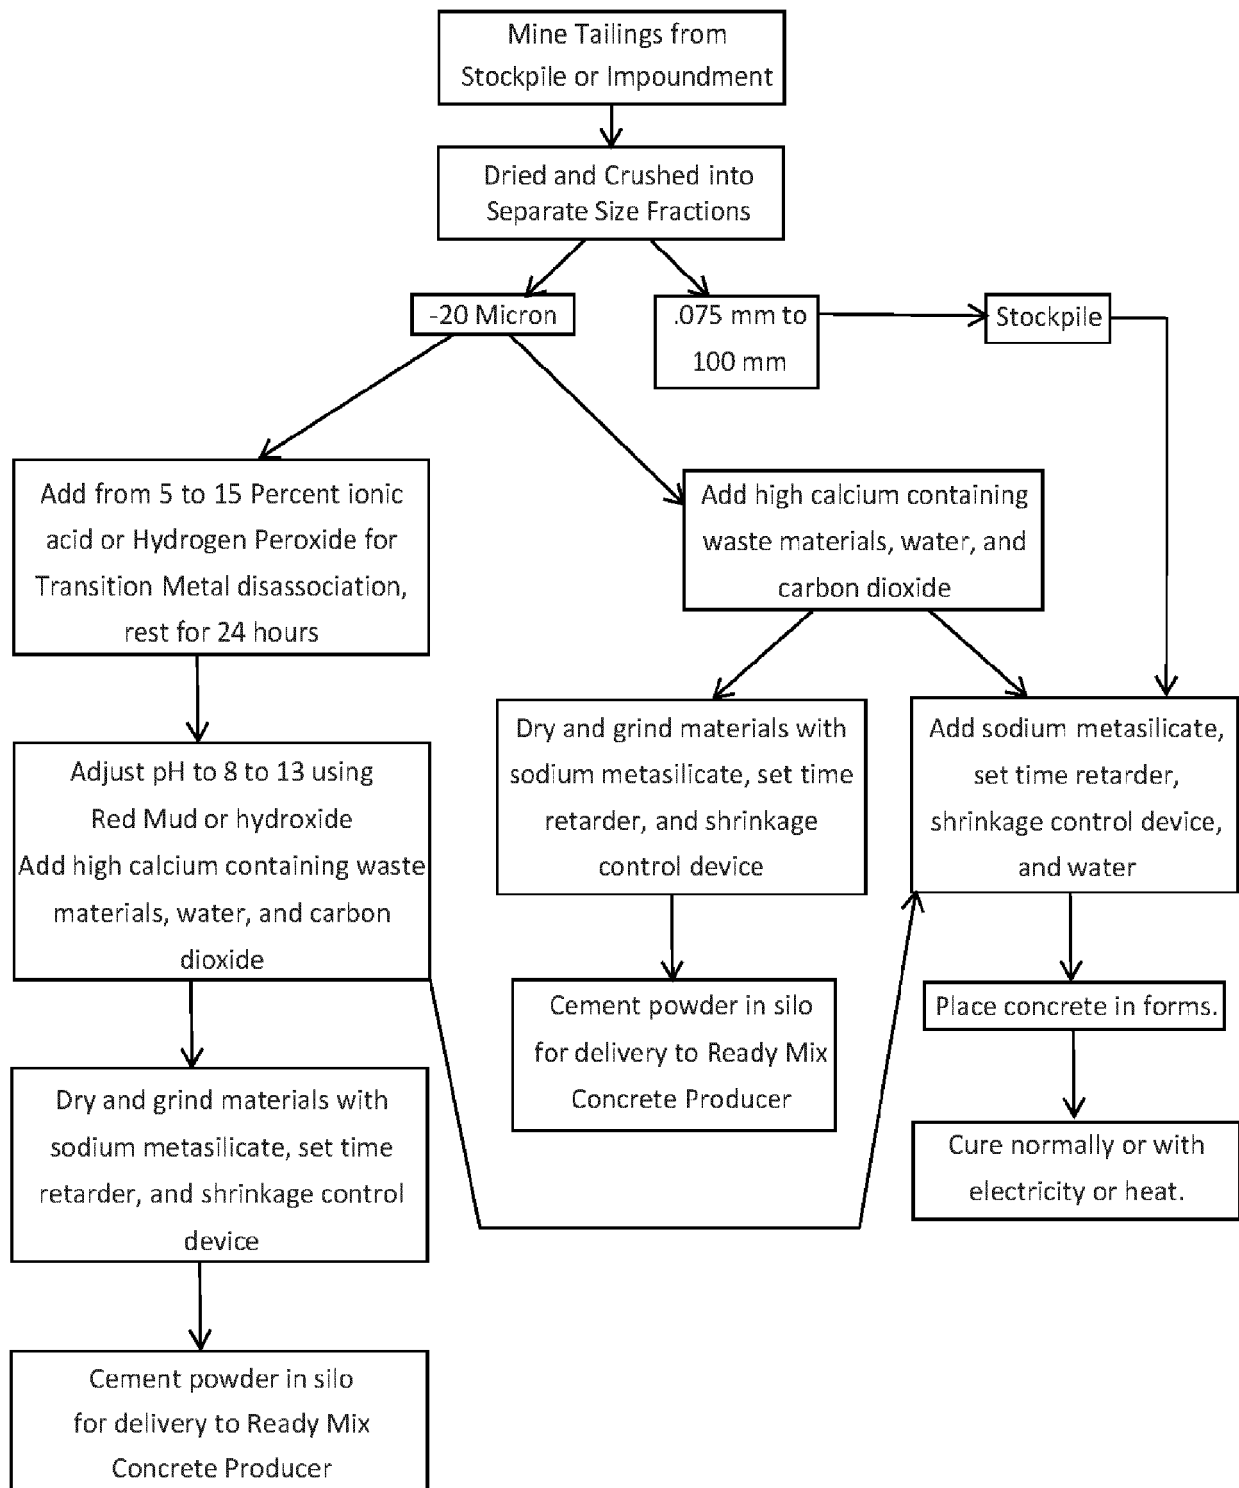 Mine Tailings from
Stockpile or Impoundment
Dried and Crushed into
Separate Size Fractions
-20 Micron
.075 mm to
100 mm
Stockpile
Add from 5 to 15 Percent ionic
acid or Hydrogen Peroxide for
Transition Metal disassociation,
rest for 24 hours
Add high calcium containing
waste materials, water, and
carbon dioxide
Adjust pH to 8 to 13 using
Red Mud or hydroxide
Add high calcium containing waste
materials, water, and carbon
dioxide
Dry and grind materials with
sodium metasilicate, set time
retarder, and shrinkage
control device
Add sodium metasilicate,
set time retarder,
shrinkage control device,
and water
Cement powder in silo
for delivery to Ready Mix
Concrete Producer
Place concrete in forms.
Dry and grind materials with
sodium metasilicate, set time
retarder, and shrinkage control
device
Cure normally or with
electricity or heat.
Cement powder in silo
for delivery to Ready Mix
Concrete Producer